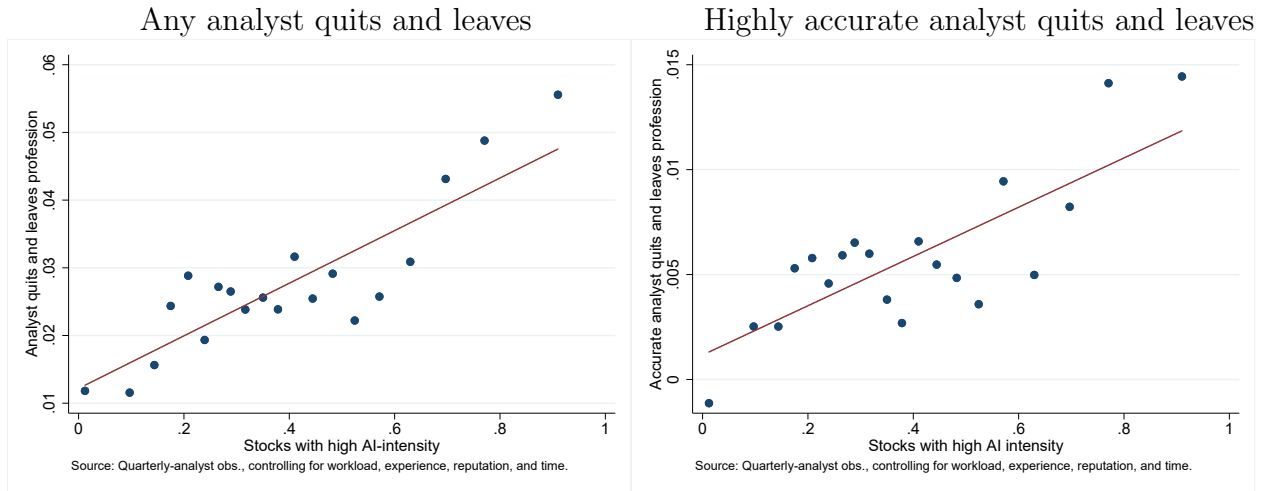 Any analyst quits and leaves
Analyst quits and leaves profession
.06
.05
.04
.03
.02
.01
0 .2 .4 .6 .8 1
Stocks with high AI-intensity
Source: Quarterly-analyst obs., controlling for workload, experience, reputation, and time.
Highly accurate analyst quits and leaves
Accurate analyst quits and leaves profession
.015
.01
.005
0
0 .2 .4 .6 .8 1
Stocks with high AI intensity
Source: Quarterly-analyst obs., controlling for workload, experience, reputation, and time.